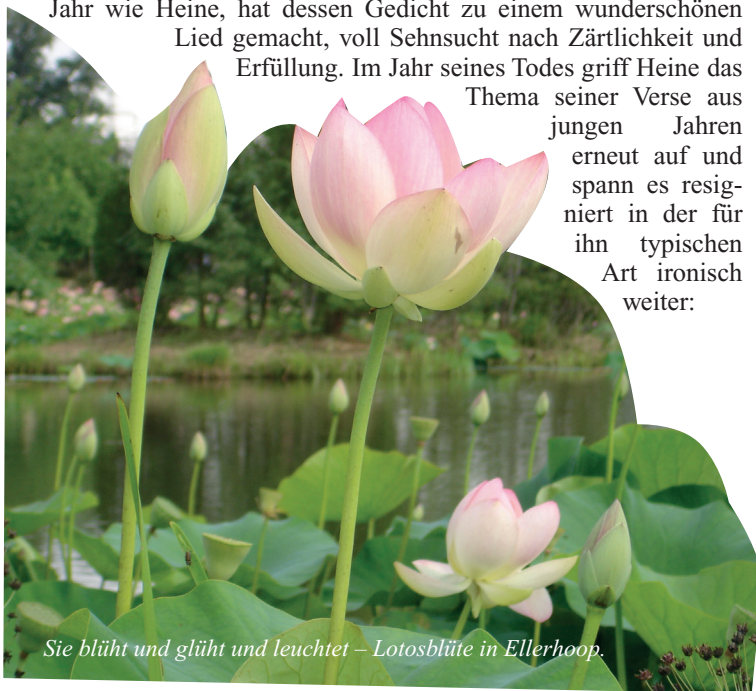 Jahr wie Heine, hat dessen Gedicht zu einem wunderschönen
Lied gemacht, voll Sehnsucht nach Zärtlichkeit und
Erfüllung. Im Jahr seines Todes griff Heine das
Thema seiner Verse aus
jungen Jahren
erneut auf und
spann es resig-
niert in der für
ihn typischen
Art ironisch
weiter:
Sie blüht und glüht und leuchtet – Lotosblüte in Ellerhoop.